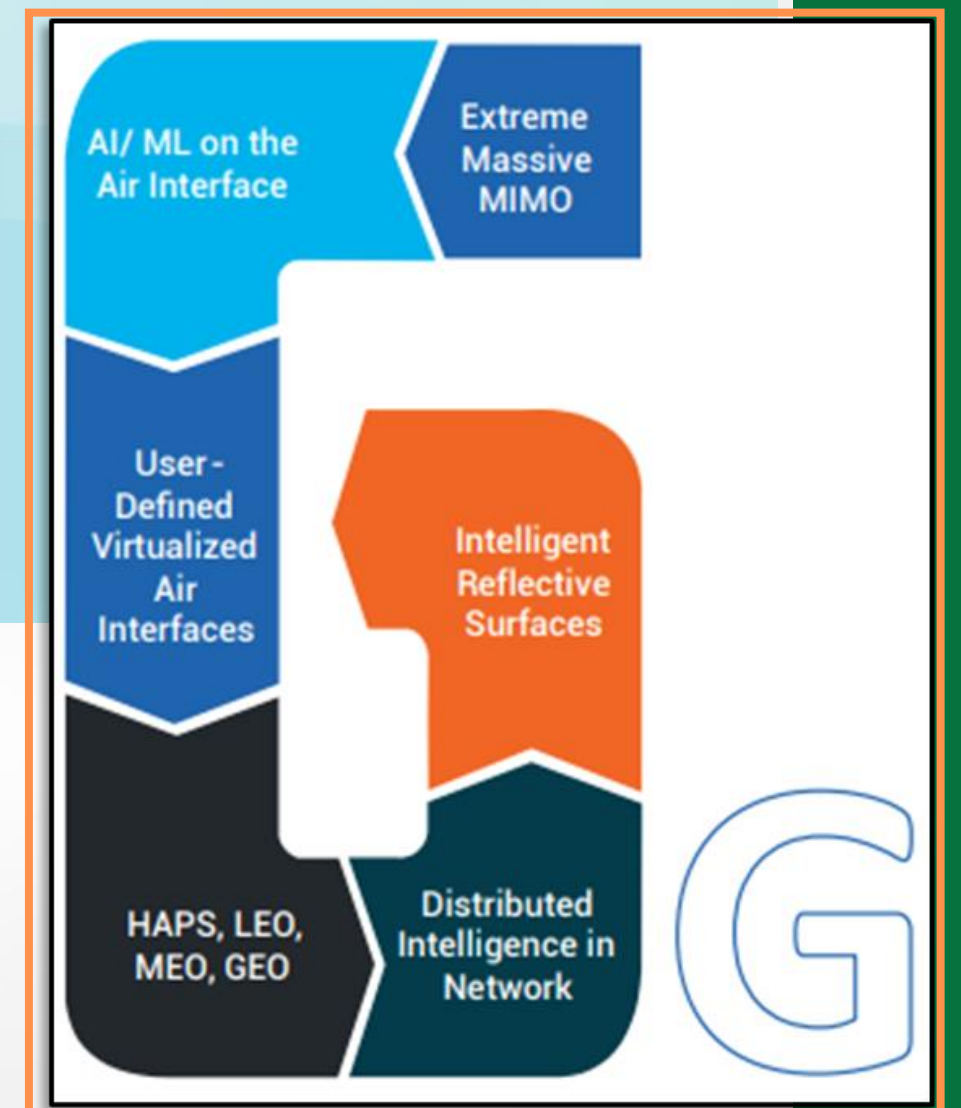 AI/ ML on the
Air Interface
Extreme
Massive
MIMO
User-
Defined
Virtualized
Air
Interfaces
Intelligent
Reflective
Surfaces
HAPS, LEO,
MEO, GEO
Distributed
Intelligence in
Network
G